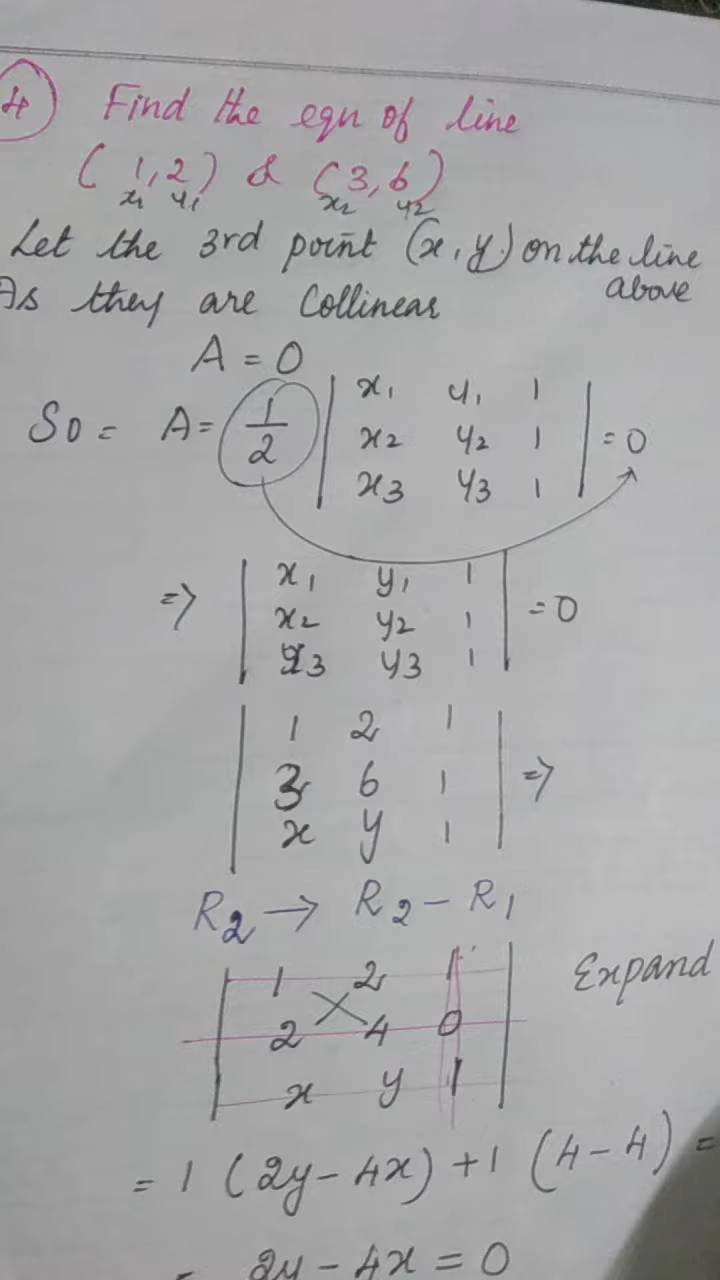 4) Find the equn of line
(1,2) & (3,6)
x1 y1 x2 y2
Let the 3rd point (x,y) on the line
above
As they are Collinear
A = 0
So = A = 1/2 | x1 y1 1 |
| x2 y2 1 | = 0
| x3 y3 1 |
=> | x1 y1 1 |
| x2 y2 1 | = 0
| x3 y3 1 |
| 1 2 1 |
| 3 6 1 | =>
| x y 1 |
R2 → R2 - R1
| 1 2 1 | Expand
| 2 4 0 |
| x y 1 |
= 1 (2y - 4x) + 1 (4 - 4) =
= 2y - 4x = 0